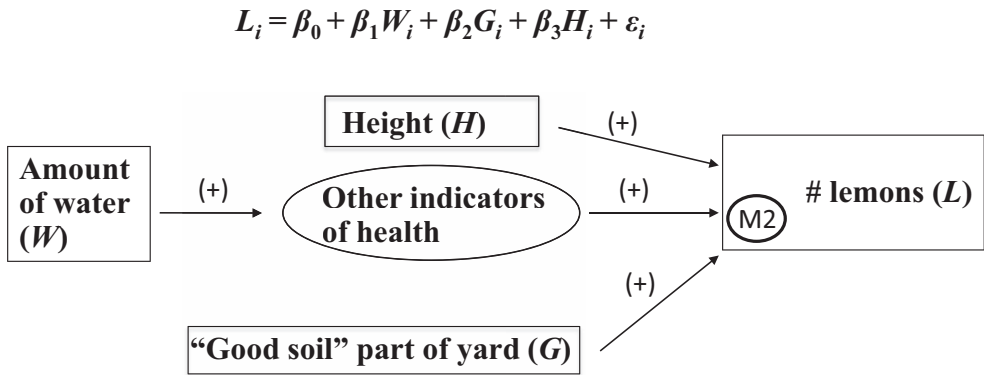 Lᵢ = β₀ + β₁Wᵢ + β₂Gᵢ + β₃Hᵢ + εᵢ
Height (H)
(+)
Amount
of water
(W)
(+)
Other indicators
of health
(+)
# lemons (L)
M2
(+)
“Good soil” part of yard (G)